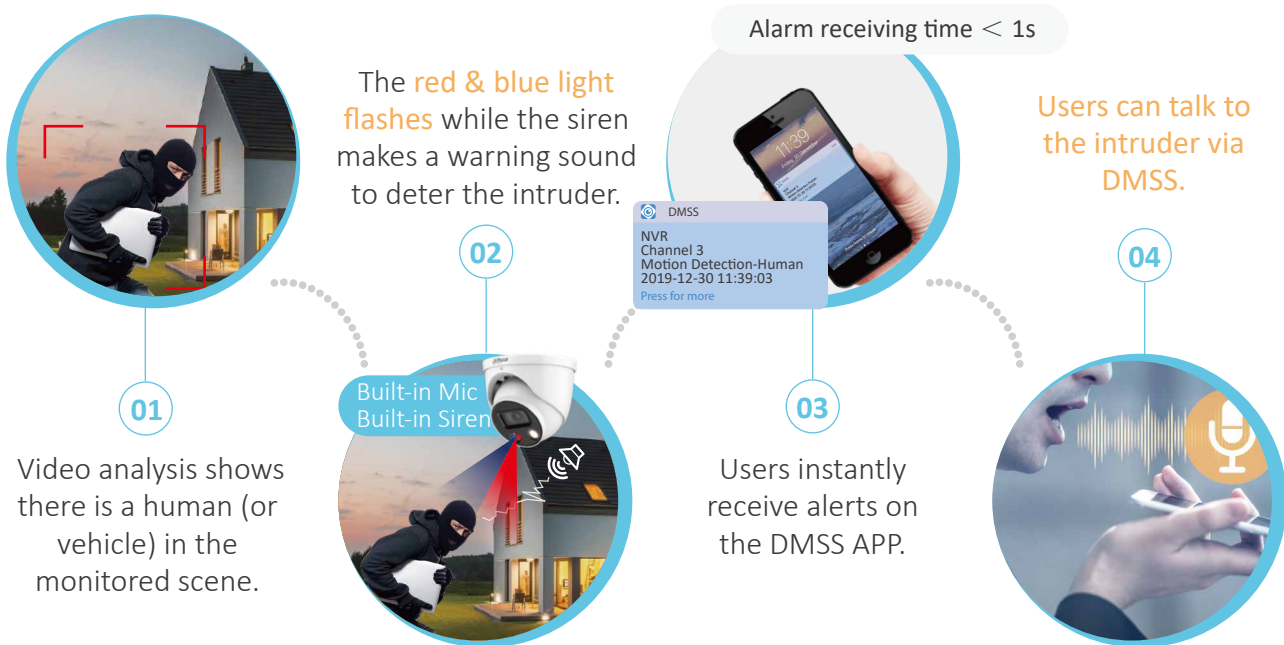 01
Video analysis shows
there is a human (or
vehicle) in the
monitored scene.
The red & blue light
flashes while the siren
makes a warning sound
to deter the intruder.
02
Built-in Mic
Built-in Siren
alhua
Alarm receiving time < 1s
11:39
DMSS
NVR
Channel 3
Motion Detection-Human
2019-12-30 11:39:03
Press for more
03
Users instantly
receive alerts on
the DMSS APP.
Users can talk to
the intruder via
DMSS.
04